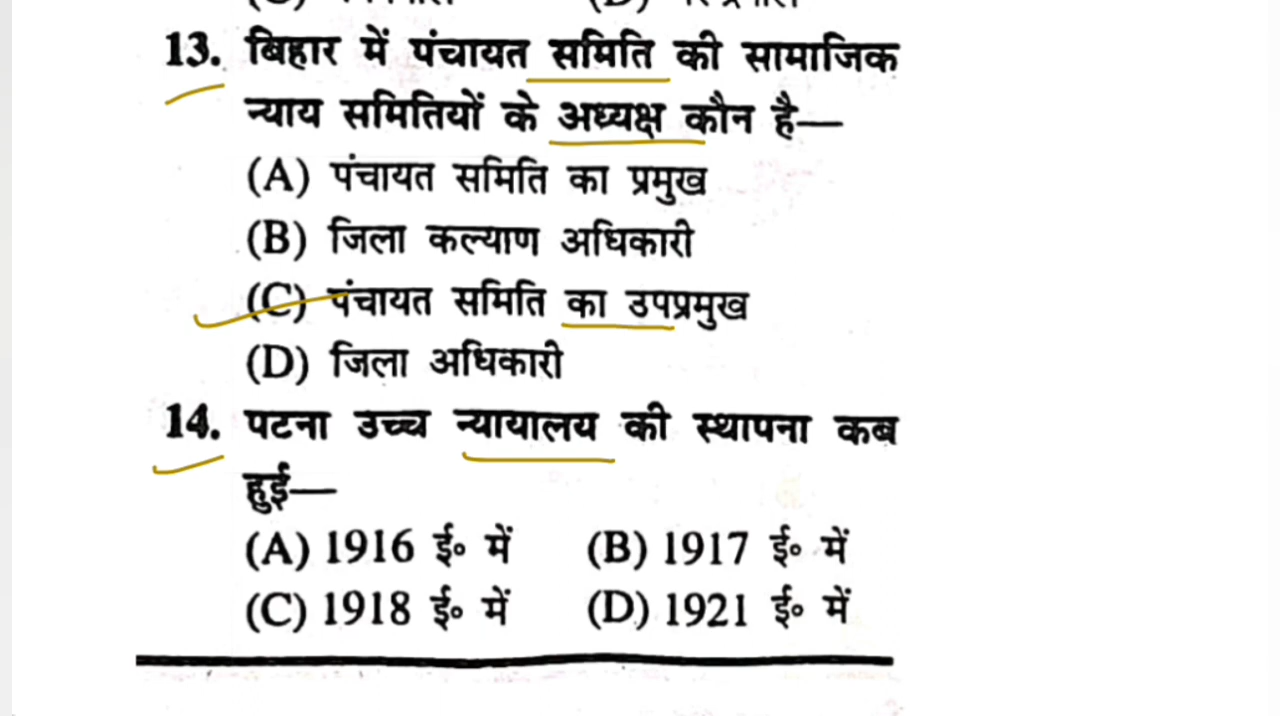 13. बिहार में पंचायत समिति की सामाजिक
न्याय समितियों के अध्यक्ष कौन है—
(A) पंचायत समिति का प्रमुख
(B) जिला कल्याण अधिकारी
(C) पंचायत समिति का उपप्रमुख
(D) जिला अधिकारी
14. पटना उच्च न्यायालय की स्थापना कब
हुई—
(A) 1916 ई० में (B) 1917 ई० में
(C) 1918 ई० में (D) 1921 ई० में